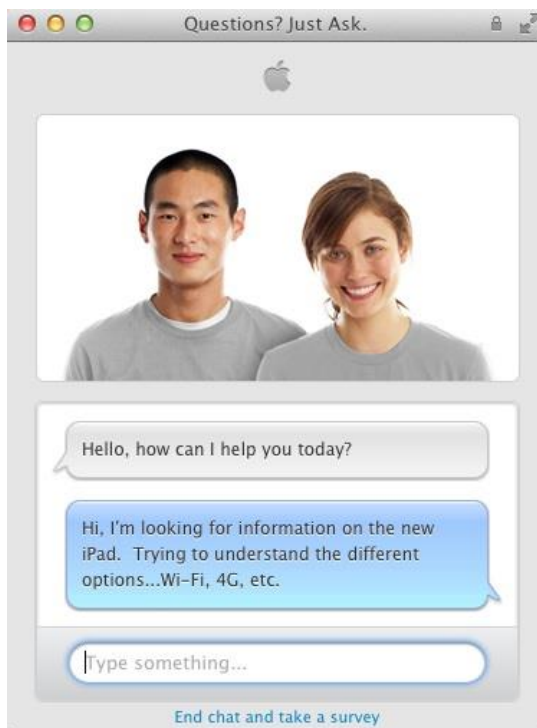 Questions? Just Ask.
Hello, how can I help you today?
Hi, I'm looking for information on the new
iPad.  Trying to understand the different
options...Wi-Fi, 4G, etc.
Type something...
End chat and take a survey